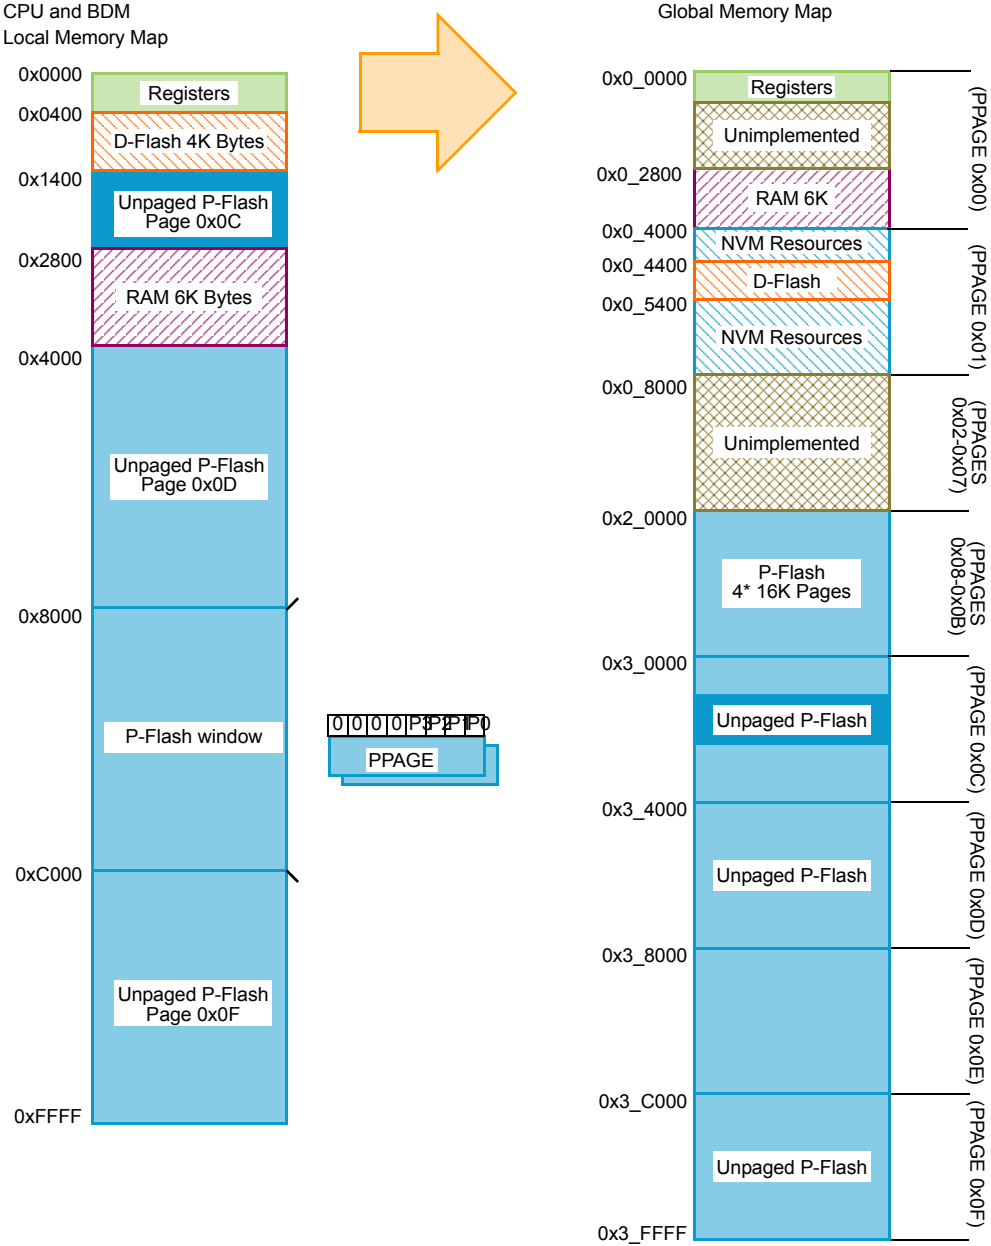 CPU and BDM
Local Memory Map
0x0000
Registers
0x0400
D-Flash 4K Bytes
0x1400
Unpaged P-Flash
Page 0x0C
0x2800
RAM 6K Bytes
0x4000
Unpaged P-Flash
Page 0x0D
0x8000
P-Flash window
0xC000
Unpaged P-Flash
Page 0x0F
0xFFFF
0 0 0 0 P3 P2 P1 P0
PPAGE
Global Memory Map
0x0_0000
Registers
Unimplemented
0x0_2800
RAM 6K
(PPAGE 0x00)
0x0_4000
NVM Resources
0x0_4400
D-Flash
0x0_5400
NVM Resources
(PPAGE 0x01)
0x0_8000
Unimplemented
(PPAGES
0x02-0x07)
0x2_0000
P-Flash
4* 16K Pages
(PPAGES
0x08-0x0B)
0x3_0000
Unpaged P-Flash
(PPAGE 0x0C)
0x3_4000
Unpaged P-Flash
(PPAGE 0x0D)
0x3_8000
(PPAGE 0x0E)
0x3_C000
Unpaged P-Flash
(PPAGE 0x0F)
0x3_FFFF